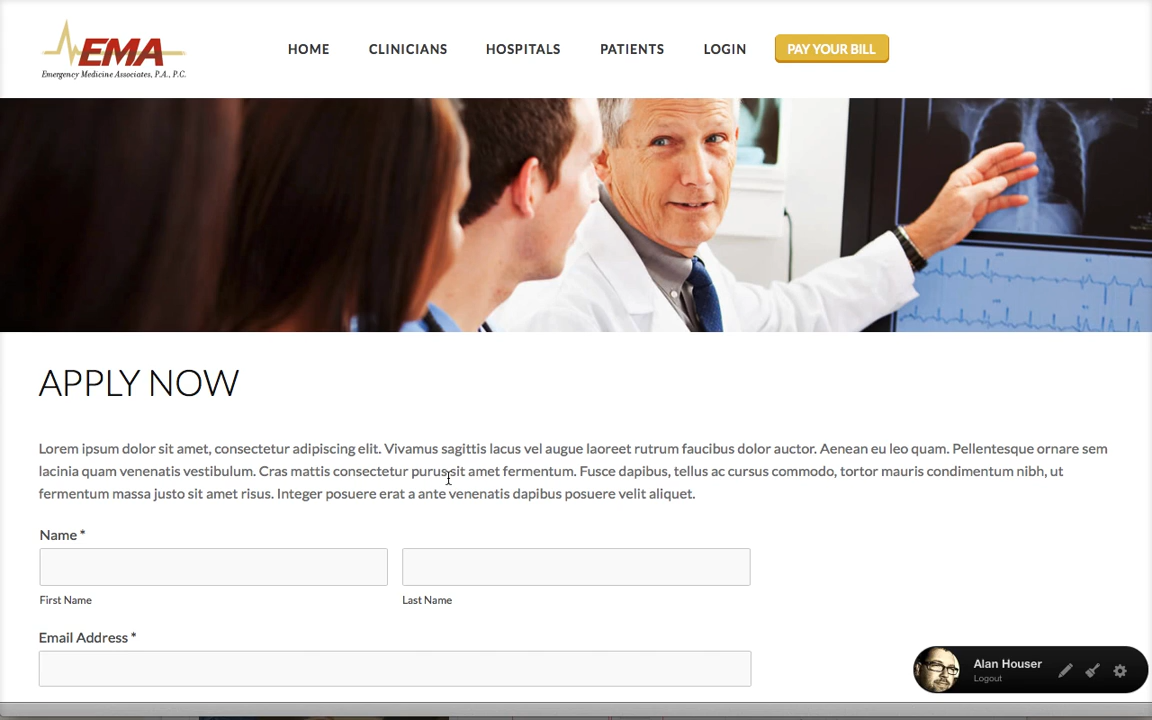 EMA
Emergency Medicine Associates, P.A., P.C.
HOME CLINICIANS HOSPITALS PATIENTS LOGIN PAY YOUR BILL
APPLY NOW
Lorem ipsum dolor sit amet, consectetur adipiscing elit. Vivamus sagittis lacus vel augue laoreet rutrum faucibus dolor auctor. Aenean eu leo quam. Pellentesque ornare sem
lacinia quam venenatis vestibulum. Cras mattis consectetur purus sit amet fermentum. Fusce dapibus, tellus ac cursus commodo, tortor mauris condimentum nibh, ut
fermentum massa justo sit amet risus. Integer posuere erat a ante venenatis dapibus posuere velit aliquet.
Name *
First Name Last Name
Email Address *
Alan Houser
Logout